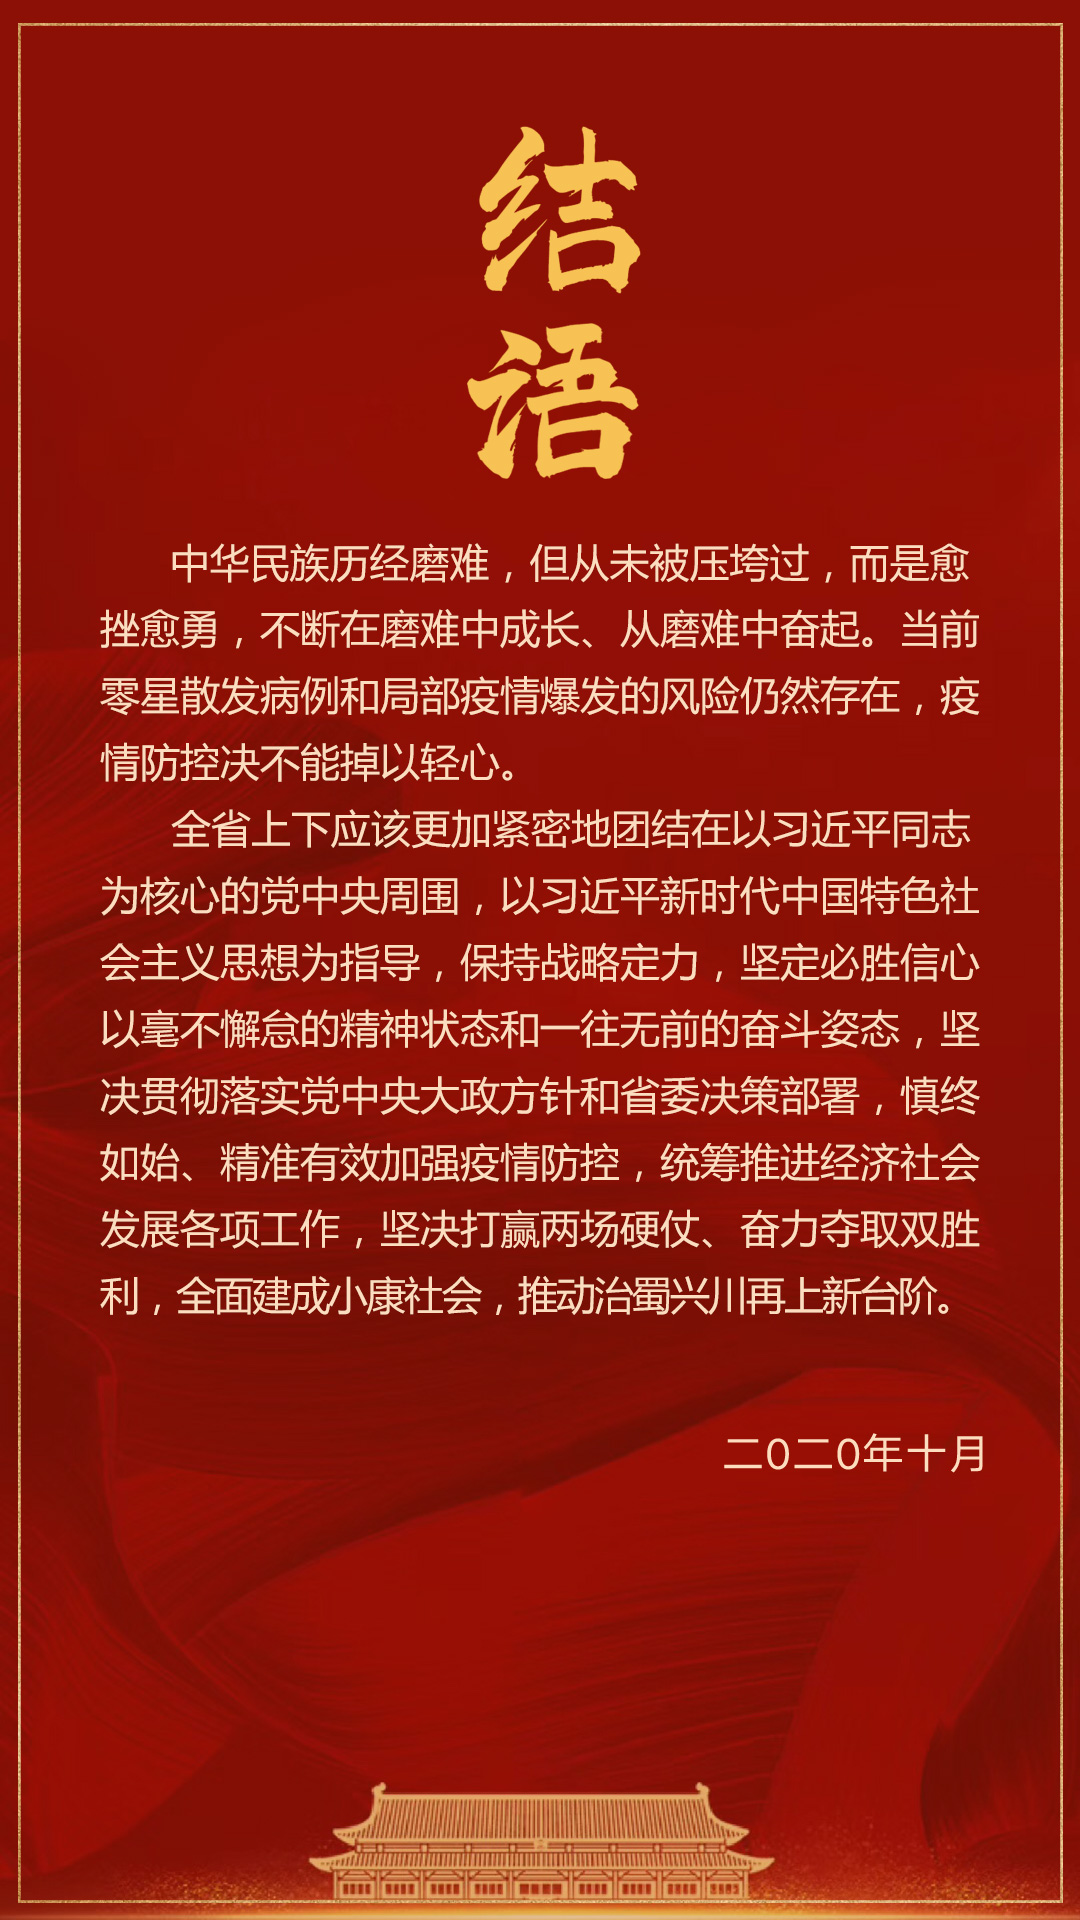 结
语
中华民族历经磨难，但从未被压垮过，而是愈
挫愈勇，不断在磨难中成长、从磨难中奋起。当前
零星散发病例和局部疫情爆发的风险仍然存在，疫
情防控决不能掉以轻心。
全省上下应该更加紧密地团结在以习近平同志
为核心的党中央周围，以习近平新时代中国特色社
会主义思想为指导，保持战略定力，坚定必胜信心
以毫不懈怠的精神状态和一往无前的奋斗姿态，坚
决贯彻落实党中央大政方针和省委决策部署，慎终
如始、精准有效加强疫情防控，统筹推进经济社会
发展各项工作，坚决打赢两场硬仗、奋力夺取双胜
利，全面建成小康社会，推动治蜀兴川再上新台阶。
二0二0年十月